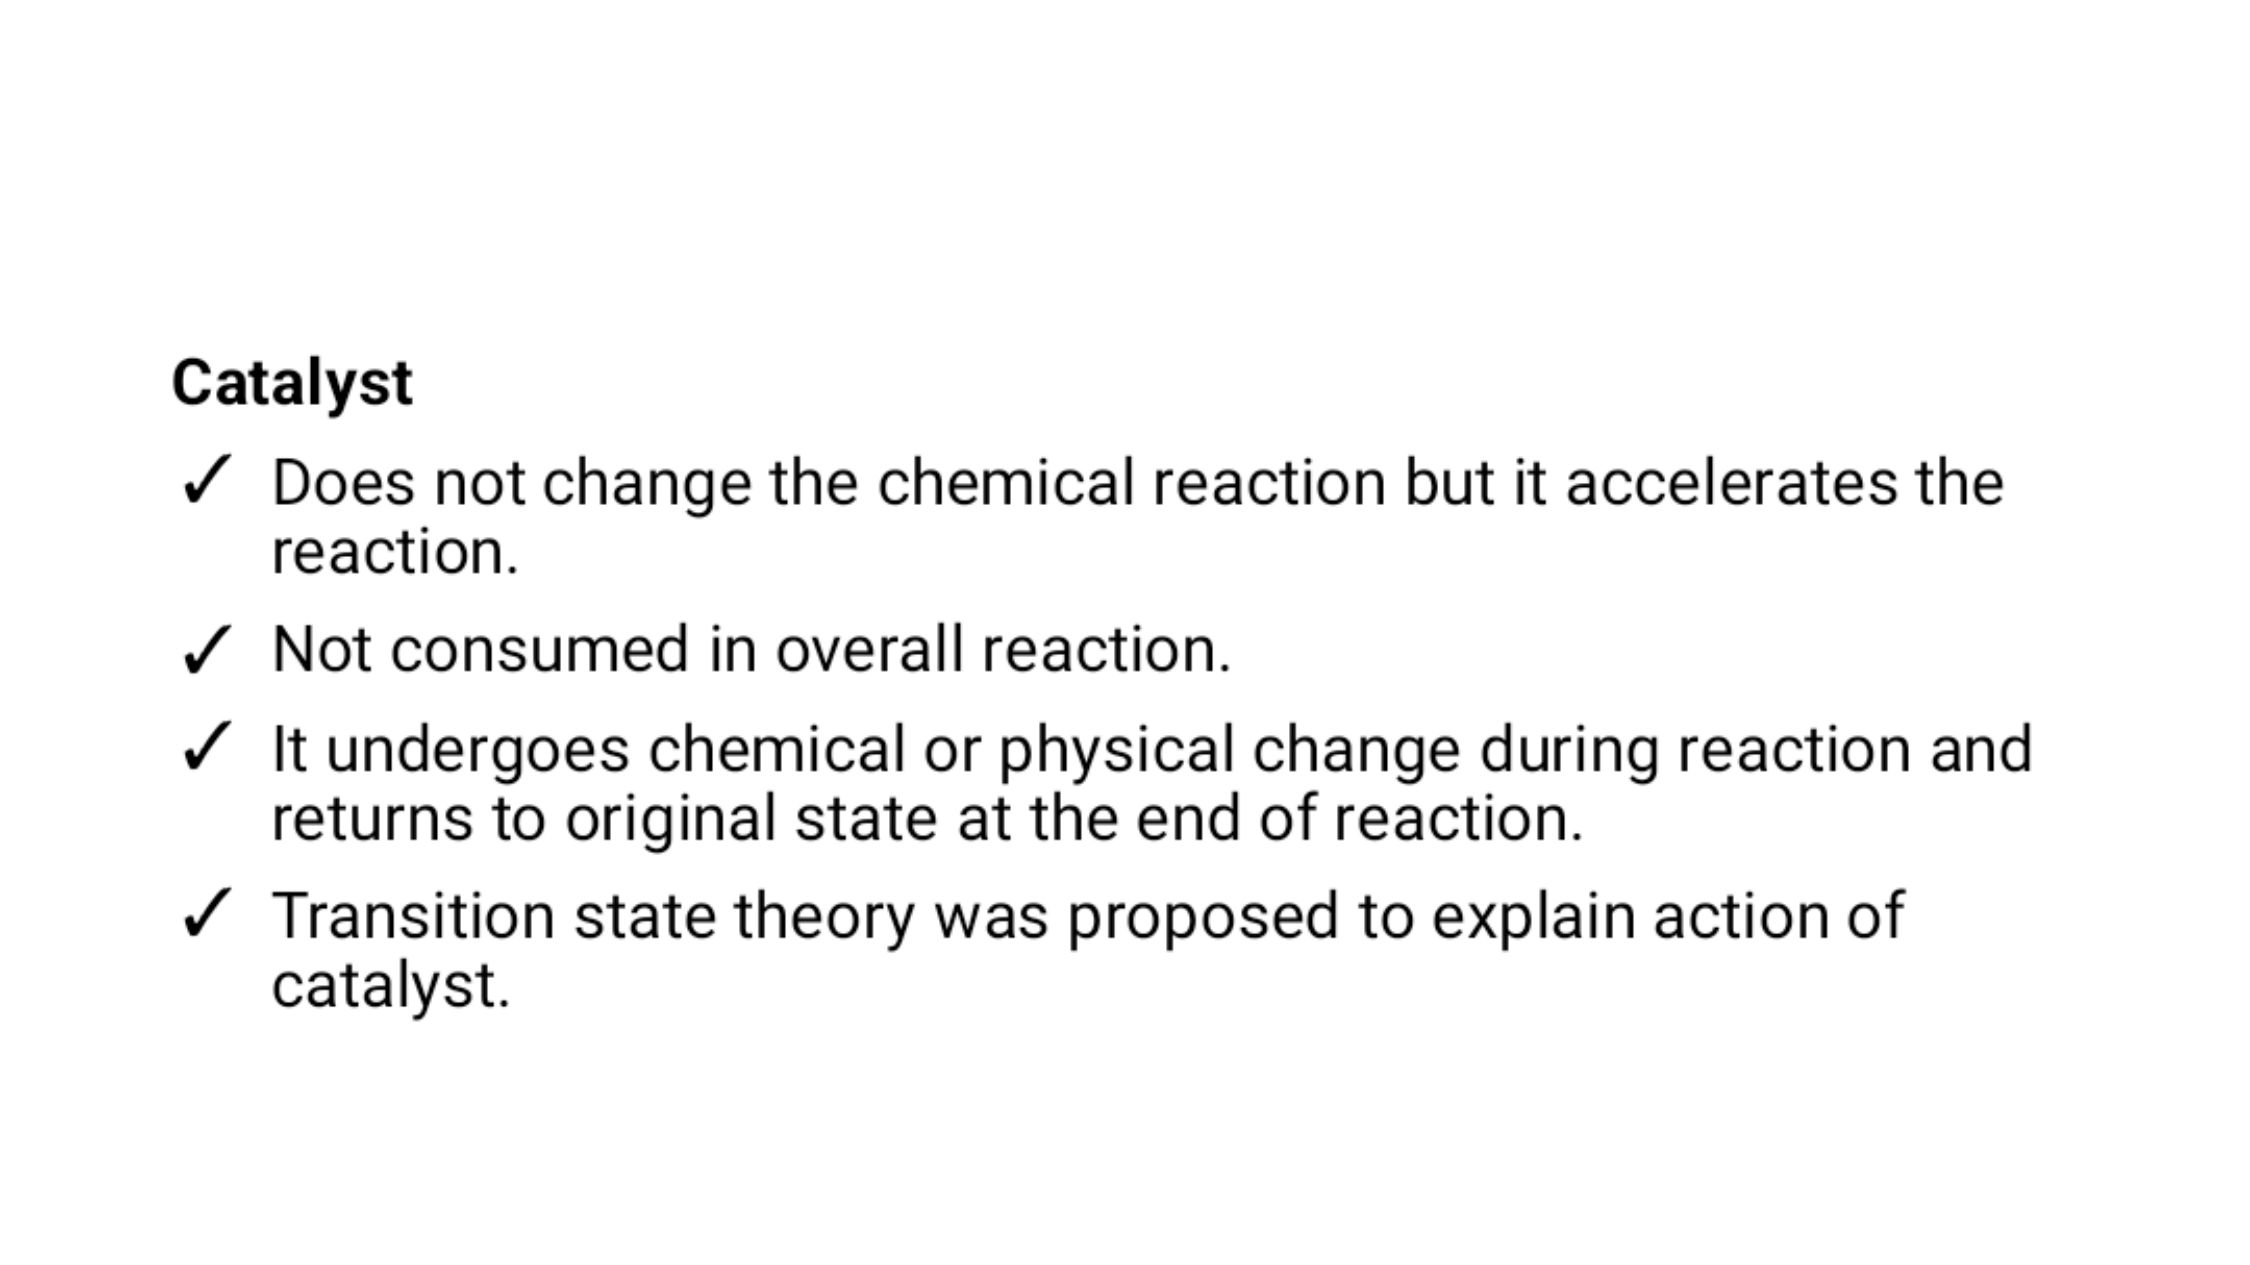 Catalyst
✓ Does not change the chemical reaction but it accelerates the
reaction.
✓ Not consumed in overall reaction.
✓ It undergoes chemical or physical change during reaction and
returns to original state at the end of reaction.
✓ Transition state theory was proposed to explain action of
catalyst.